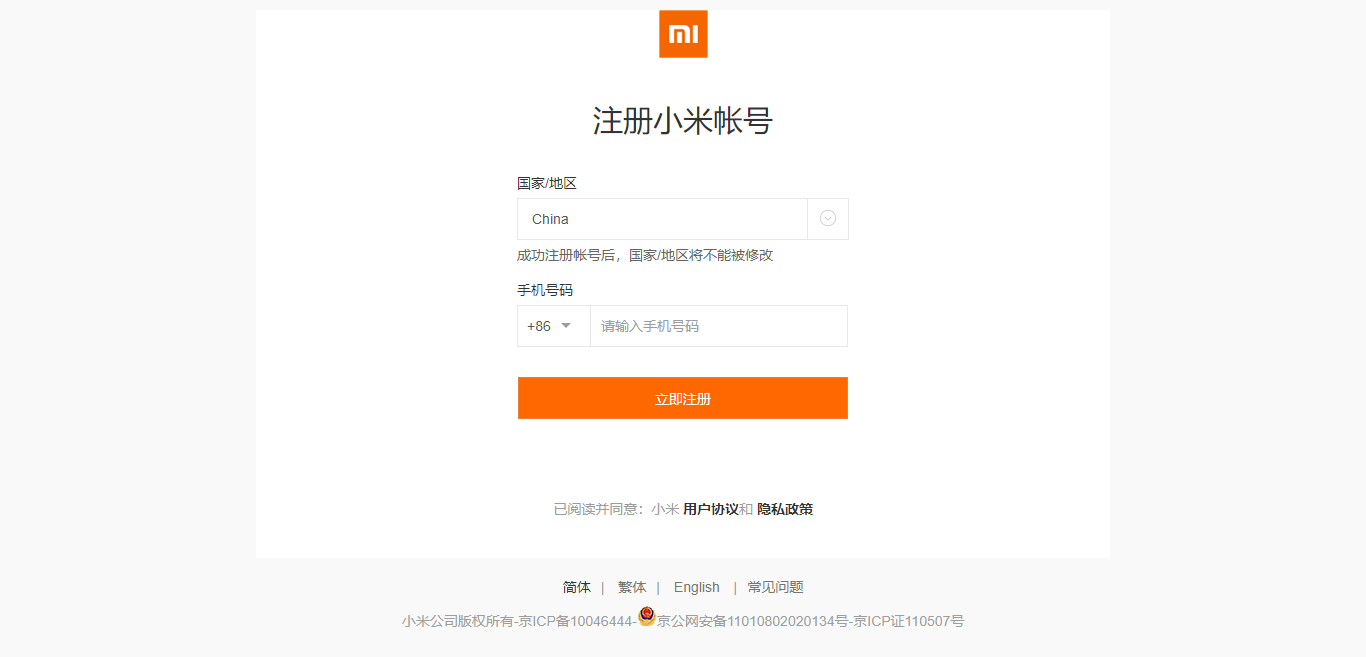 mi
注册小米帐号
国家/地区
China
成功注册帐号后，国家/地区将不能被修改
手机号码
+86 请输入手机号码
立即注册
已阅读并同意：小米 用户协议和 隐私政策
简体 | 繁体 | English | 常见问题
小米公司版权所有-京ICP备10046444-京公网安备11010802020134号-京ICP证110507号